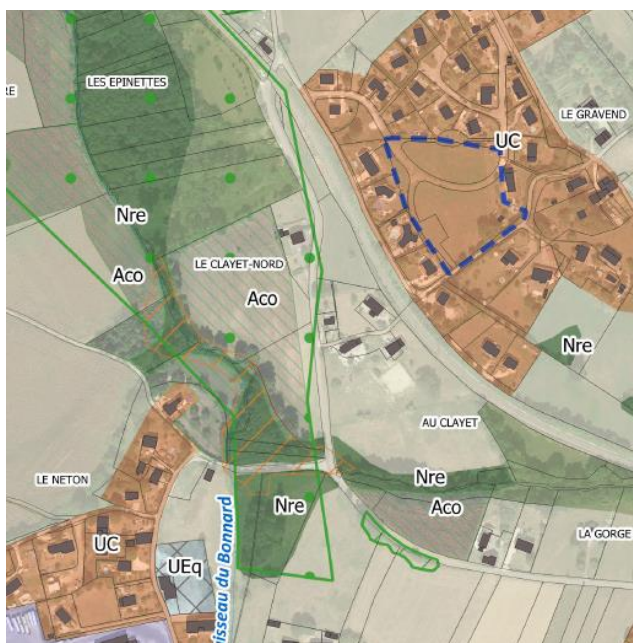 LES EPINETTES
RE
LE GRAVEND
UC
Nre
LE CLAYET-NORD
Aco
Aco
Nre
AU CLAYET
LE NETON
Nre
Nre
Aco
UC
UEq
LA GORGE
isseau du Bonnard